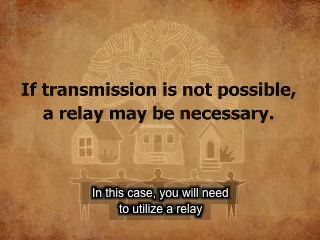 If transmission is not possible,
a relay may be necessary.
In this case, you will need
to utilize a relay